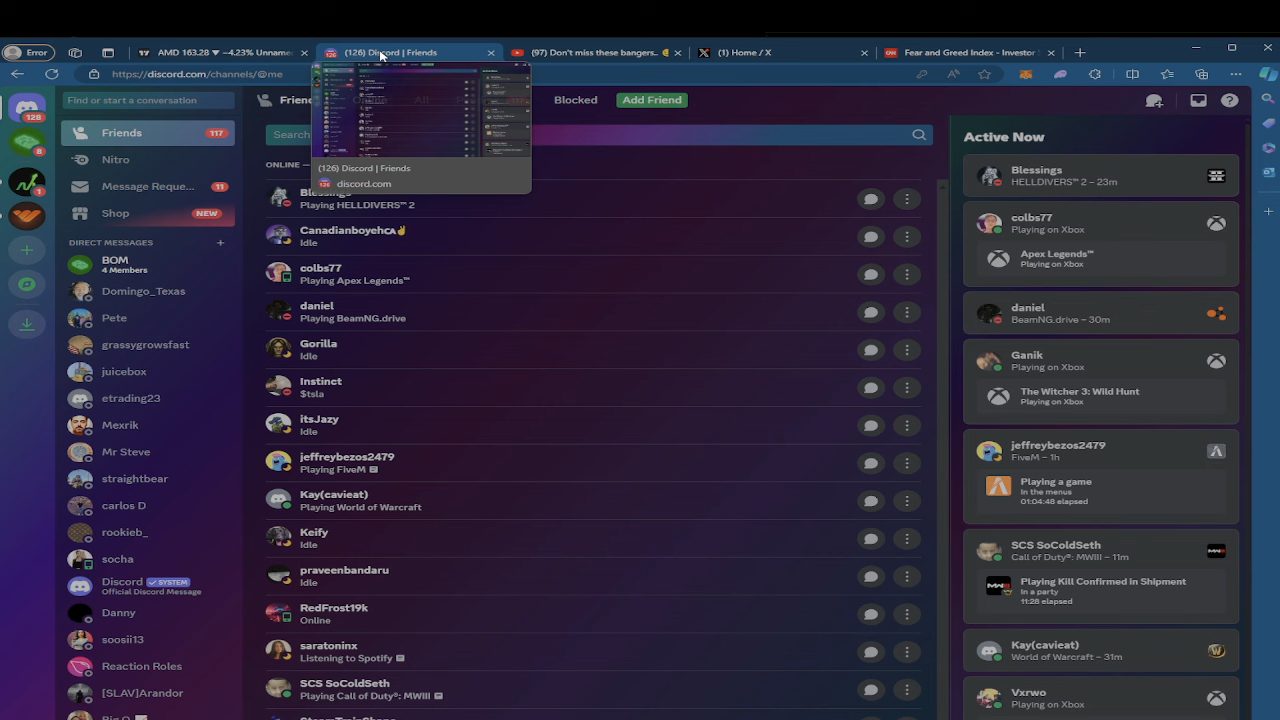 Error
AMD 163.28 ▼ −4.23% Unname
(126) Discord | Friends
(97) Don't miss these bangers..
(1) Home / X
Fear and Greed Index - Investor
https://discord.com/channels/@me
(126) Discord | Friends
126 discord.com
128
8
1
Find or start a conversation
Friends 117
Nitro
Message Reque... 11
Shop NEW
DIRECT MESSAGES
BOM
4 Members
Domingo_Texas
Pete
grassygrowsfast
juicebox
etrading23
Mexrik
Mr Steve
straightbear
carlos D
rookieb_
socha
Discord ✓ SYSTEM
Official Discord Message
Danny
soosii13
Reaction Roles
[SLAV]Arandor
Blocked
Add Friend
Search
ONLINE —
Blessings
Playing HELLDIVERS™ 2
Canadianboyeh
Idle
colbs77
Playing Apex Legends™
daniel
Playing BeamNG.drive
Gorilla
Idle
Instinct
$tsla
itsJazy
Idle
jeffreybezos2479
Playing FiveM
Kay(cavieat)
Playing World of Warcraft
Keify
Idle
praveenbandaru
Idle
RedFrost19k
Online
saratoninx
Listening to Spotify
SCS SoColdSeth
Playing Call of Duty®: MWIII
Active Now
Blessings
HELLDIVERS™ 2 – 23m
colbs77
Playing on Xbox
Apex Legends™
Playing on Xbox
daniel
BeamNG.drive – 30m
Ganik
Playing on Xbox
The Witcher 3: Wild Hunt
Playing on Xbox
jeffreybezos2479
FiveM – 1h
Playing a game
In the menus
01:04:48 elapsed
SCS SoColdSeth
Call of Duty®: MWIII – 11m
Playing Kill Confirmed in Shipment
In a party
11:28 elapsed
Kay(cavieat)
World of Warcraft – 31m
Vxrwo
Playing on Xbox